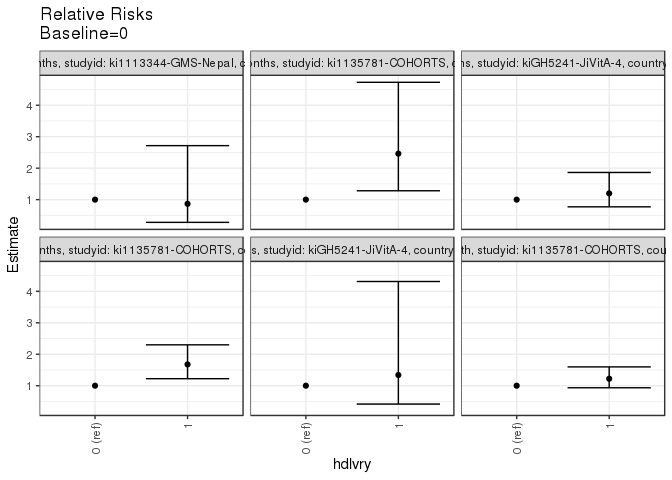 Relative Risks
Baseline=0
nths, studyid: ki1113344-GMS-Nepal, c
nths, studyid: ki1135781-COHORTS,
nths, studyid: kiGH5241-JiVitA-4, country
4
3
2
1
nths, studyid: ki1135781-COHORTS, c
s, studyid: kiGH5241-JiVitA-4, country
th, studyid: ki1135781-COHORTS, cou
4
3
2
1
Estimate
0 (ref)
1
0 (ref)
1
0 (ref)
1
hdlvry